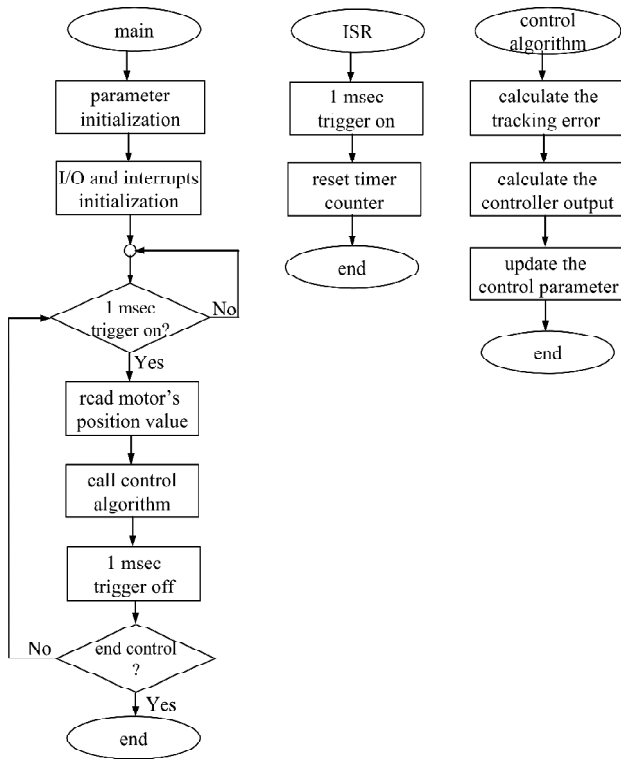 main
parameter
initialization
I/O and interrupts
initialization
1 msec
trigger on?
No
Yes
read motor's
position value
call control
algorithm
1 msec
trigger off
end control
?
No
Yes
end
ISR
1 msec
trigger on
reset timer
counter
end
control
algorithm
calculate the
tracking error
calculate the
controller output
update the
control parameter
end